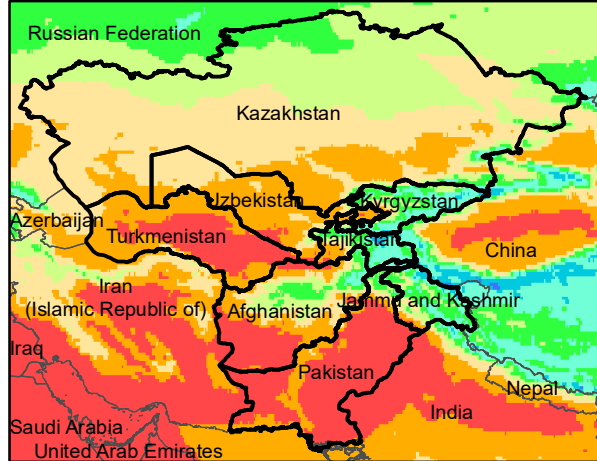 Russian Federation
Kazakhstan
Uzbekistan
Kyrgyzstan
Azerbaijan
Turkmenistan
Tajikistan
China
Iran
(Islamic Republic of)
Afghanistan
Jammu and Kashmir
Iraq
Pakistan
Nepal
India
Saudi Arabia
United Arab Emirates